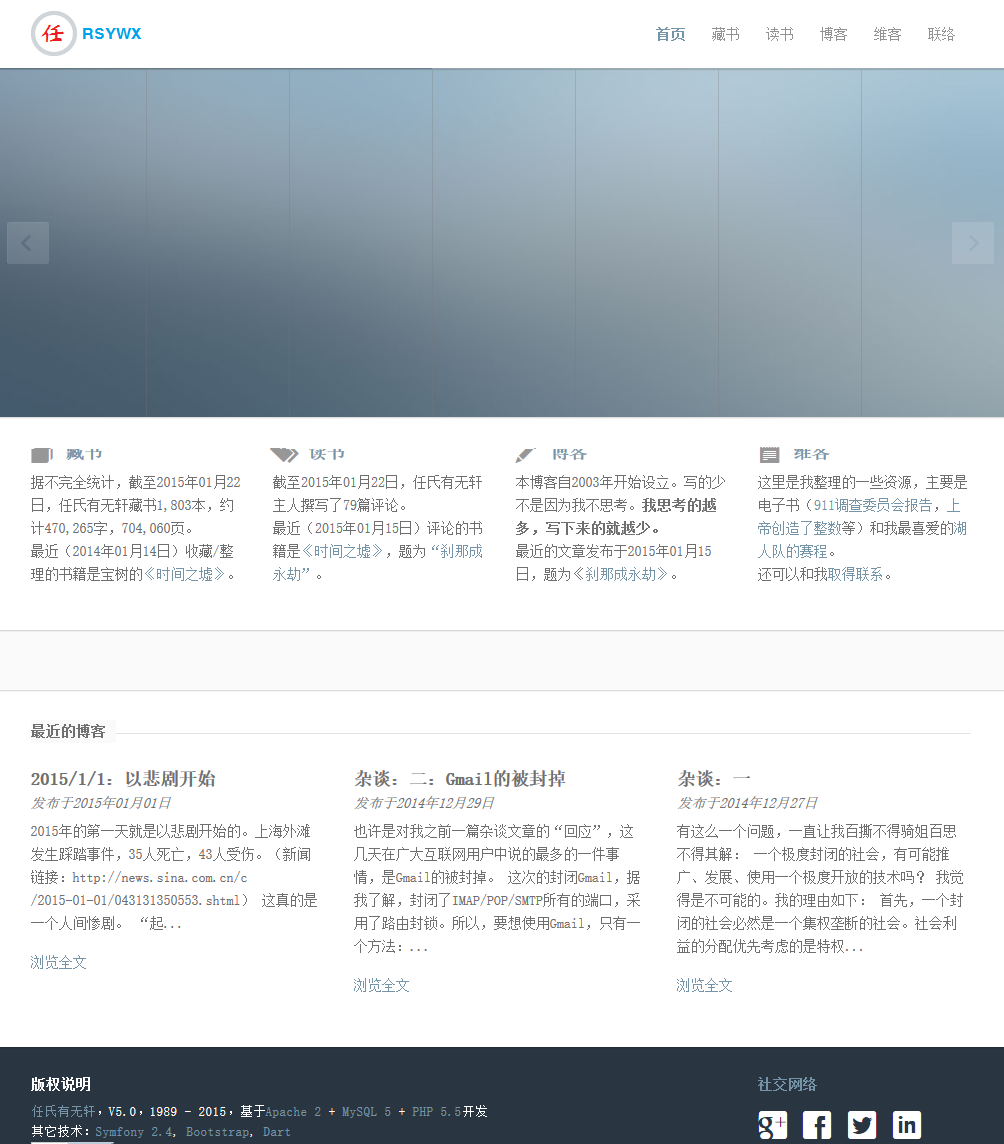 任 RSYWX
首页 藏书 读书 博客 维客 联络
藏书
据不完全统计，截至2015年01月22
日，任氏有无轩藏书1,803本，约
计470,265字，704,060页。
最近（2014年01月14日）收藏/整
理的书籍是宝树的《时间之墟》。
读书
截至2015年01月22日，任氏有无轩
主人撰写了79篇评论。
最近（2015年01月15日）评论的书
籍是《时间之墟》，题为“刹那成
永劫”。
博客
本博客自2003年开始设立。写的少
不是因为我不思考。我思考的越
多，写下来的就越少。
最近的文章发布于2015年01月15
日，题为《刹那成永劫》。
维客
这里是我整理的一些资源，主要是
电子书（911调查委员会报告，上
帝创造了整数等）和我最喜爱的湖
人队的赛程。
还可以和我取得联系。
最近的博客
2015/1/1：以悲剧开始
发布于2015年01月01日
2015年的第一天就是以悲剧开始的。上海外滩
发生踩踏事件，35人死亡，43人受伤。（新闻
链接：http://news.sina.com.cn/c
/2015-01-01/043131350553.shtml） 这真的是
一个人间惨剧。 “起...
浏览全文
杂谈：二：Gmail的被封掉
发布于2014年12月29日
也许是对我之前一篇杂谈文章的“回应”，这
几天在广大互联网用户中说的最多的一件事
情，是Gmail的被封掉。 这次的封闭Gmail，据
我了解，封闭了IMAP/POP/SMTP所有的端口，采
用了路由封锁。所以，要想使用Gmail，只有一
个方法：...
浏览全文
杂谈：一
发布于2014年12月27日
有这么一个问题，一直让我百撕不得骑姐百思
不得其解： 一个极度封闭的社会，有可能推
广、发展、使用一个极度开放的技术吗？ 我觉
得是不可能的。我的理由如下： 首先，一个封
闭的社会必然是一个集权垄断的社会。社会利
益的分配优先考虑的是特权...
浏览全文
版权说明
任氏有无轩，V5.0，1989 - 2015，基于Apache 2 + MySQL 5 + PHP 5.5开发
其它技术：Symfony 2.4, Bootstrap, Dart
社交网络
g+ f in